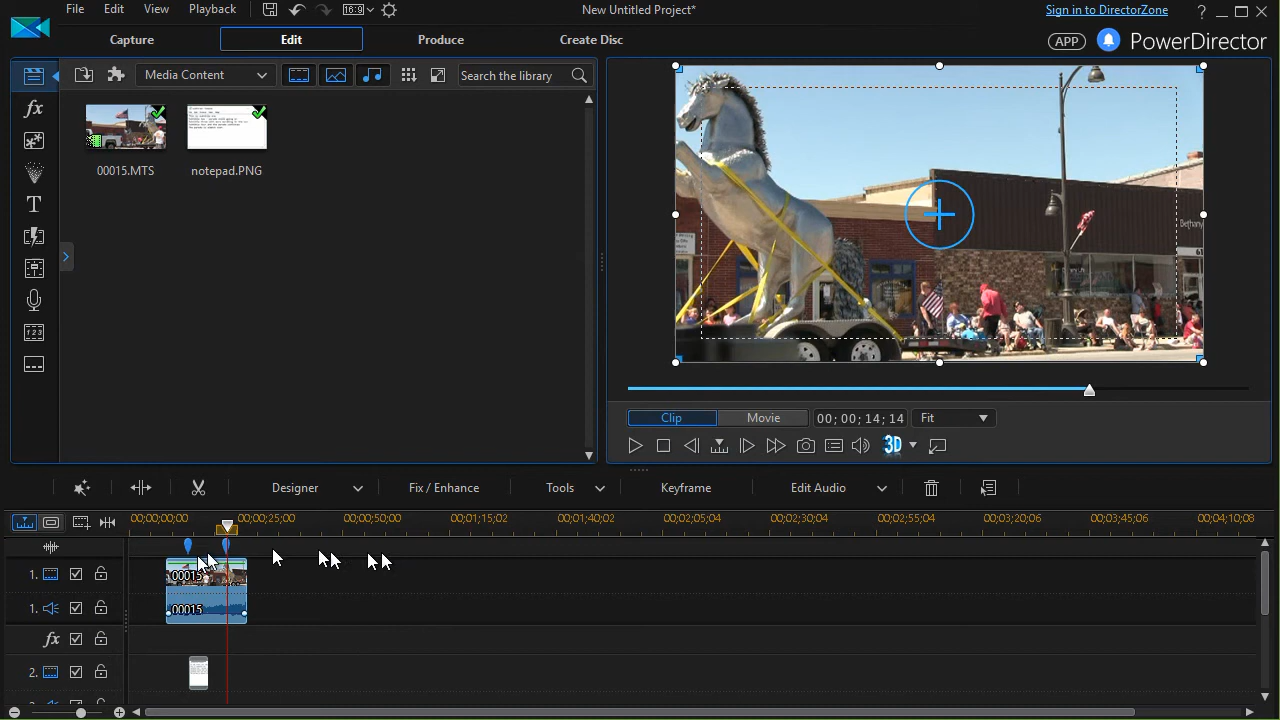 File Edit View Playback 16:9 New Untitled Project* Sign in to DirectorZone ?
Capture Edit Produce Create Disc APP PowerDirector
Media Content Search the library
fx
00015.MTS notepad.PNG
T
Clip Movie 00; 00; 14; 14 Fit
3D
Designer Fix / Enhance Tools Keyframe Edit Audio
00;00;00;00 00;00;25;00 00;00;50;00 00;01;15;02 00;01;40;02 00;02;05;04 00;02;30;04 00;02;55;04 00;03;20;06 00;03;45;06 00;04;10;08
1. 00015
1. 00015
fx
2.